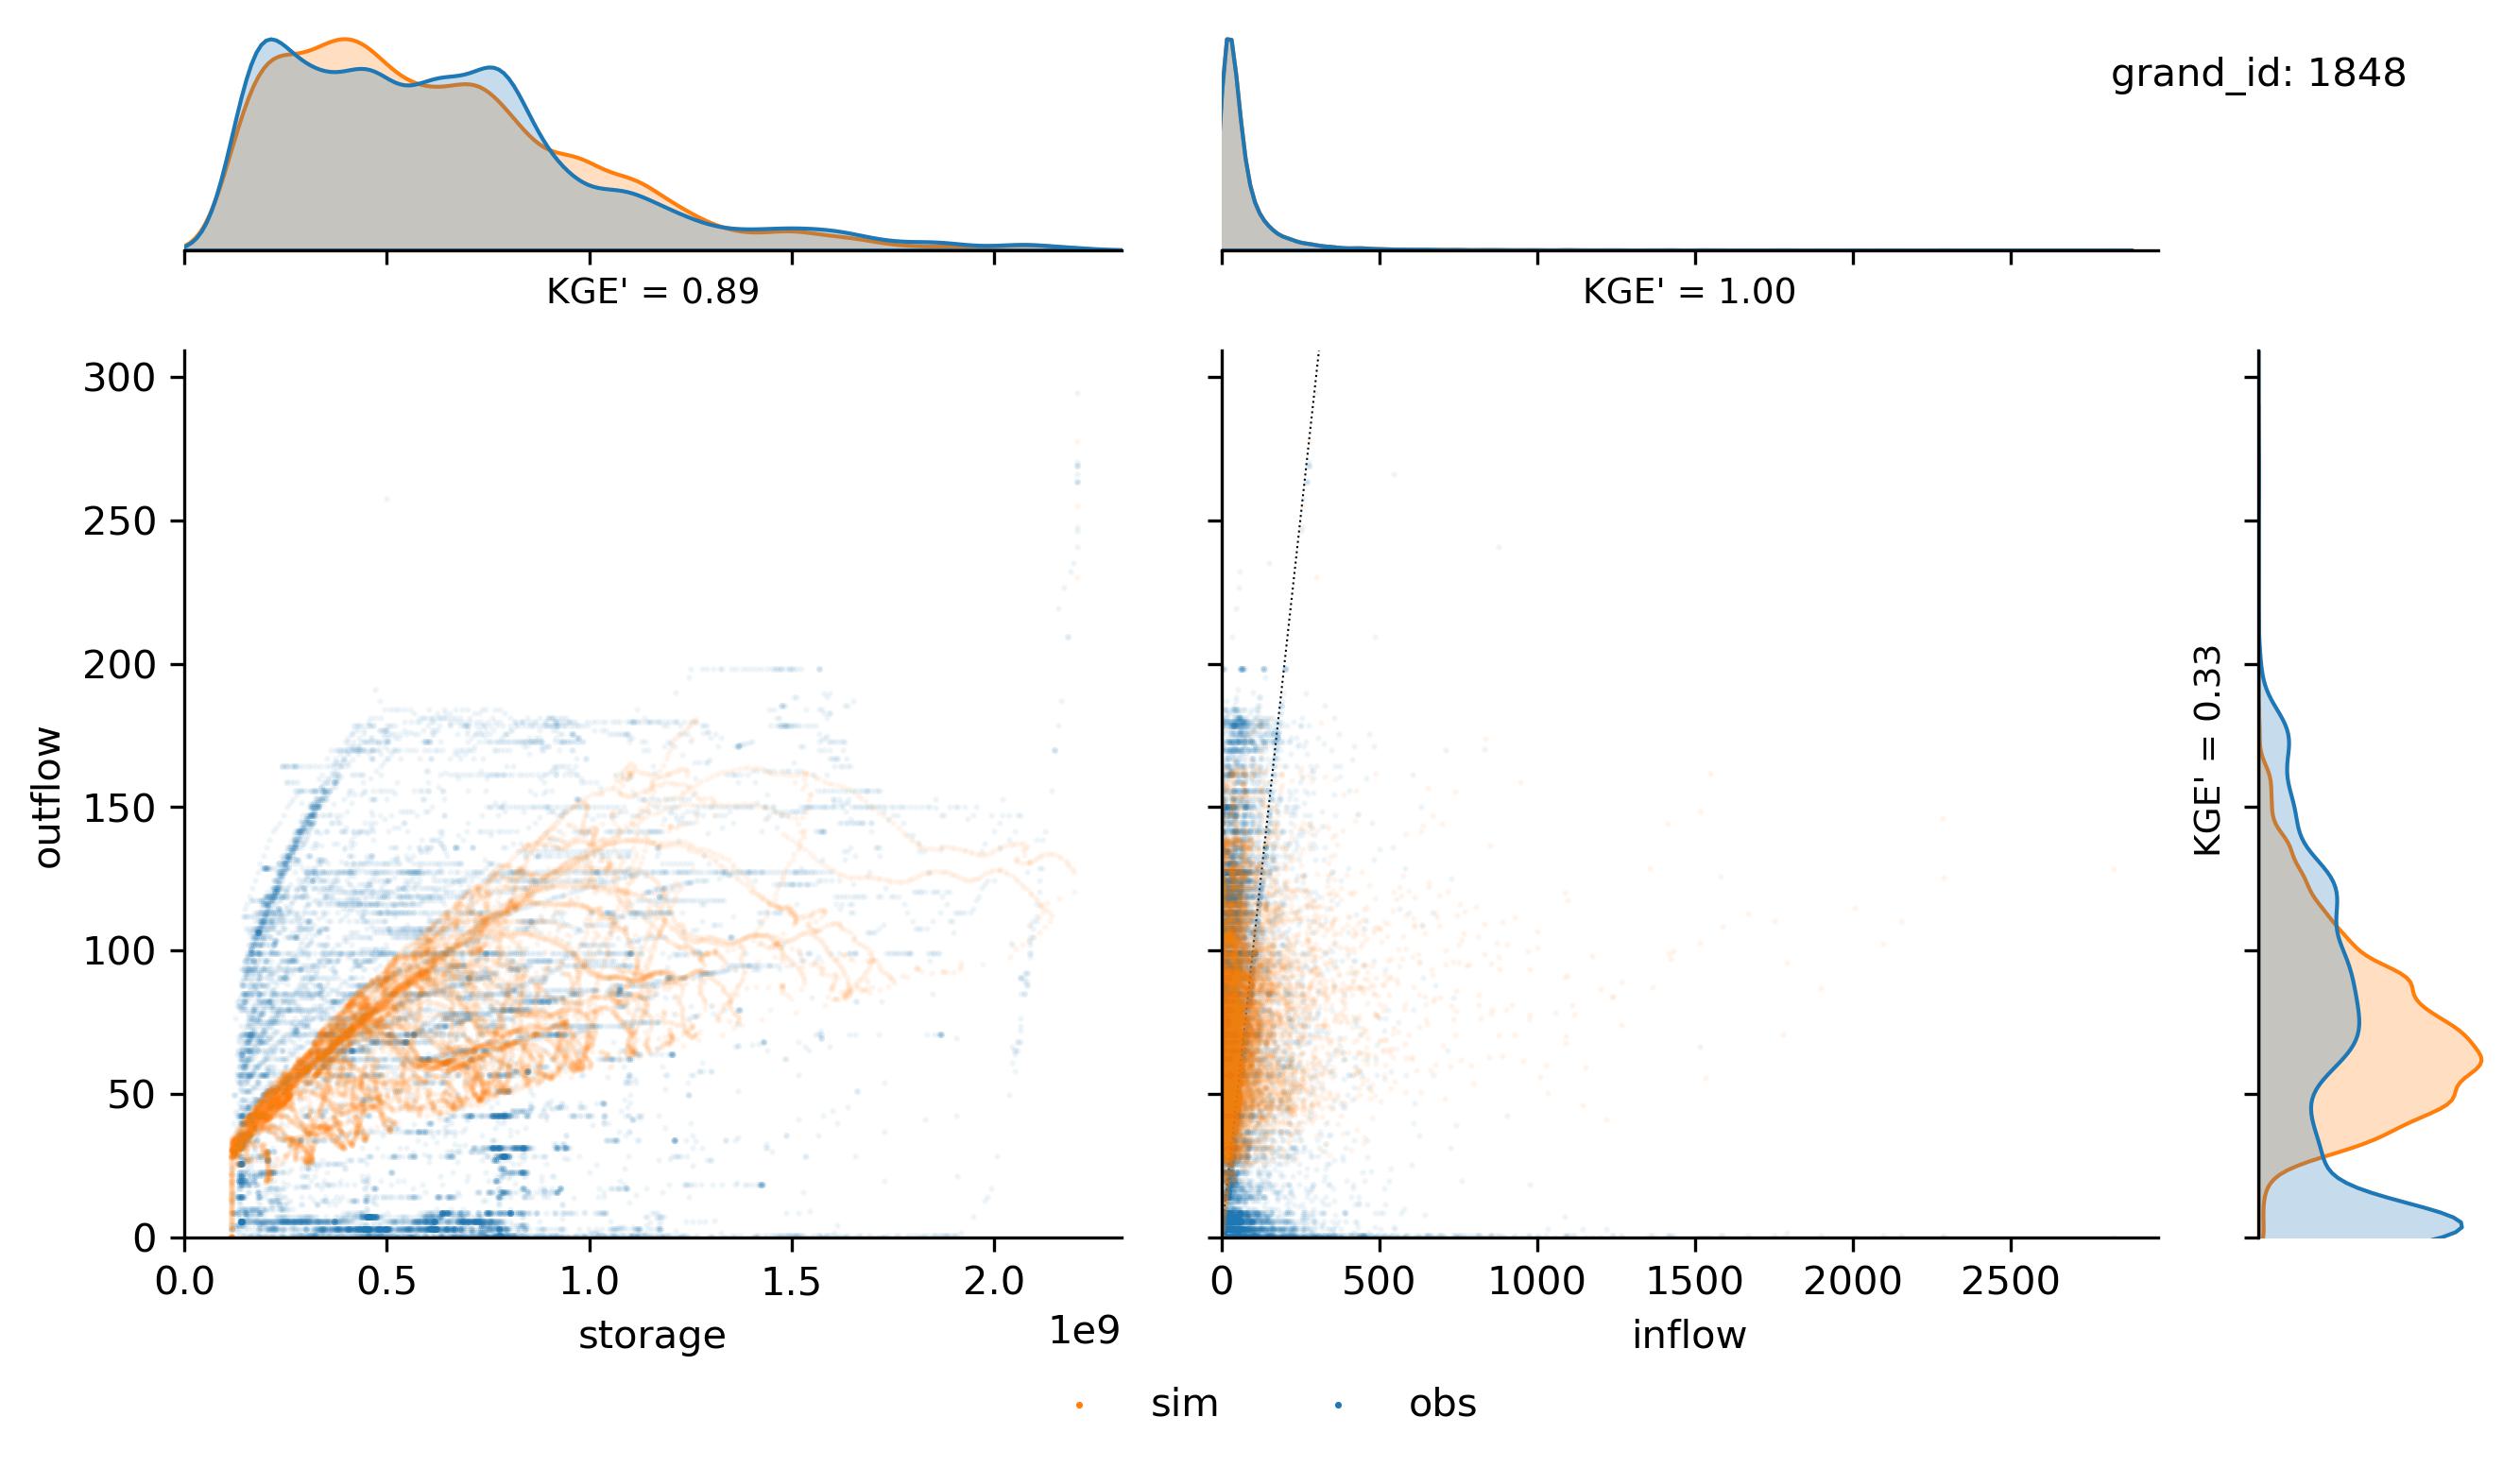 grand_id: 1848
KGE' = 0.89
KGE' = 1.00
300
250
200
150
100
50
0
outflow
KGE' = 0.33
0.0 0.5 1.0 1.5 2.0
1e9
storage
0 500 1000 1500 2000 2500
inflow
sim obs